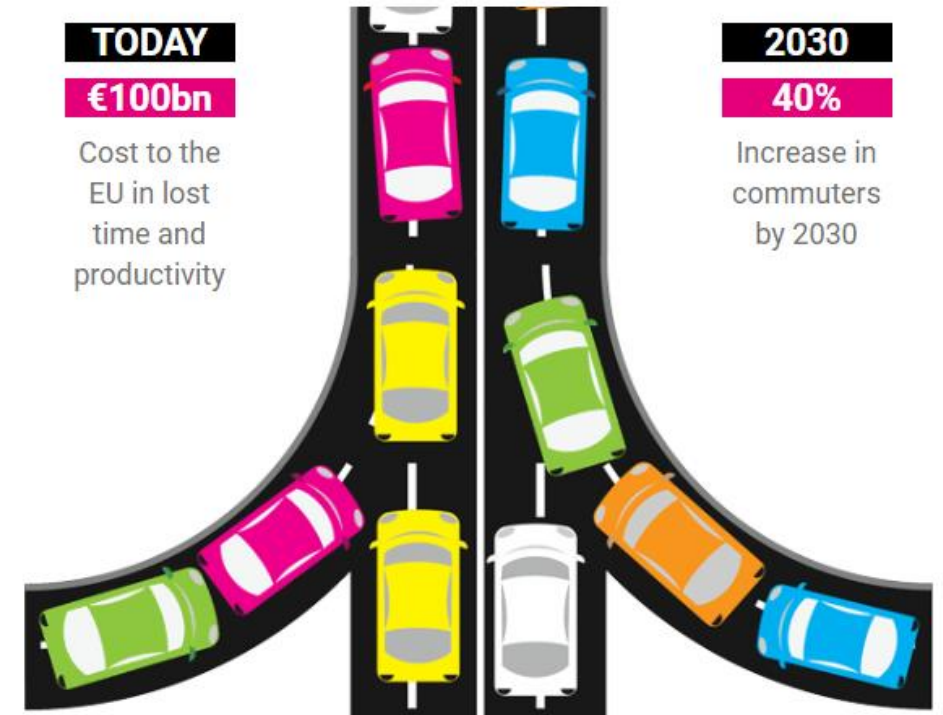 TODAY
€100bn
Cost to the
EU in lost
time and
productivity
2030
40%
Increase in
commuters
by 2030